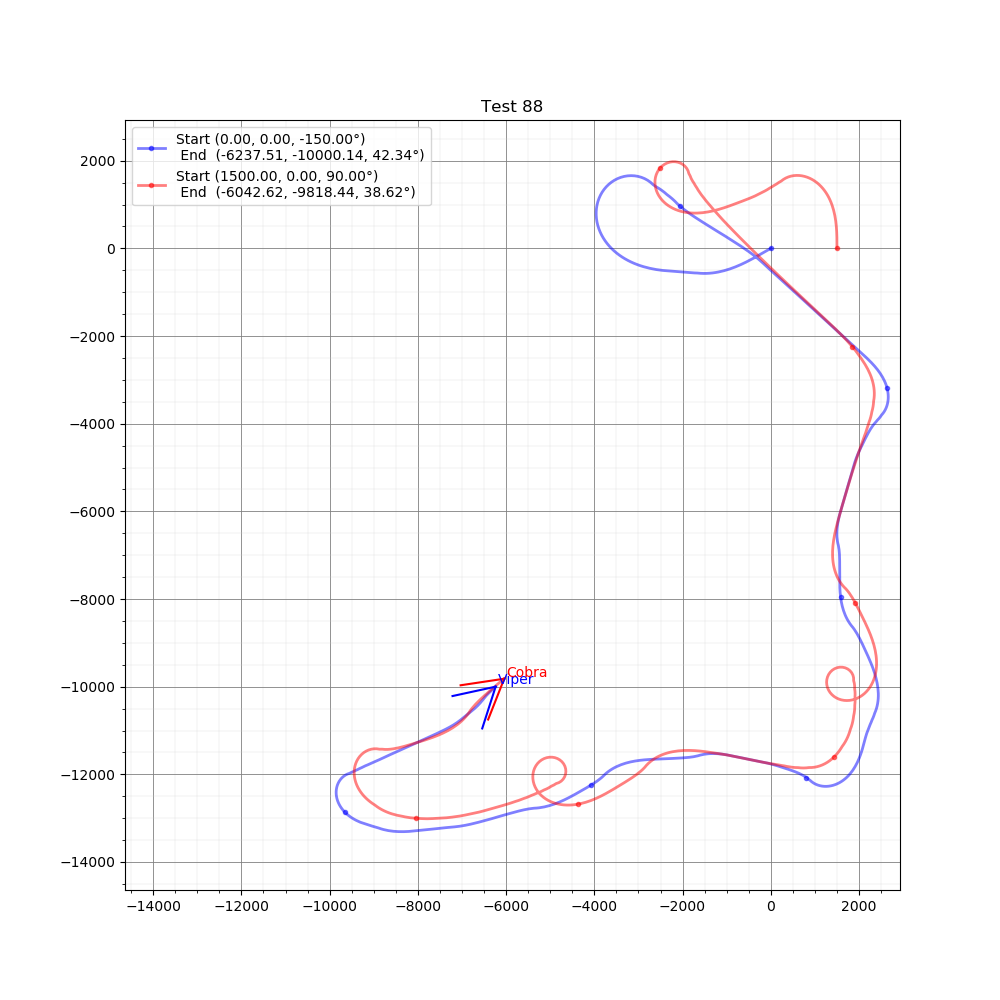 Test 88
Start (0.00, 0.00, -150.00°)
End  (-6237.51, -10000.14, 42.34°)
Start (1500.00, 0.00, 90.00°)
End  (-6042.62, -9818.44, 38.62°)
2000
0
−2000
−4000
−6000
−8000
−10000
−12000
−14000
Cobra
Viper
−14000 −12000 −10000 −8000 −6000 −4000 −2000 0 2000